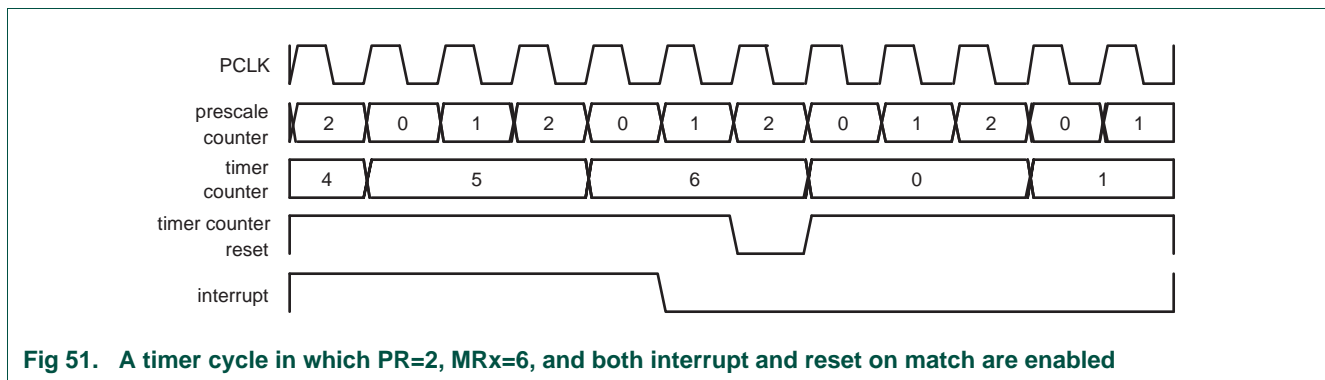 PCLK
prescale
counter
2 0 1 2 0 1 2 0 1 2 0 1
timer
counter
4 5 6 0 1
timer counter
reset
interrupt
Fig 51. A timer cycle in which PR=2, MRx=6, and both interrupt and reset on match are enabled